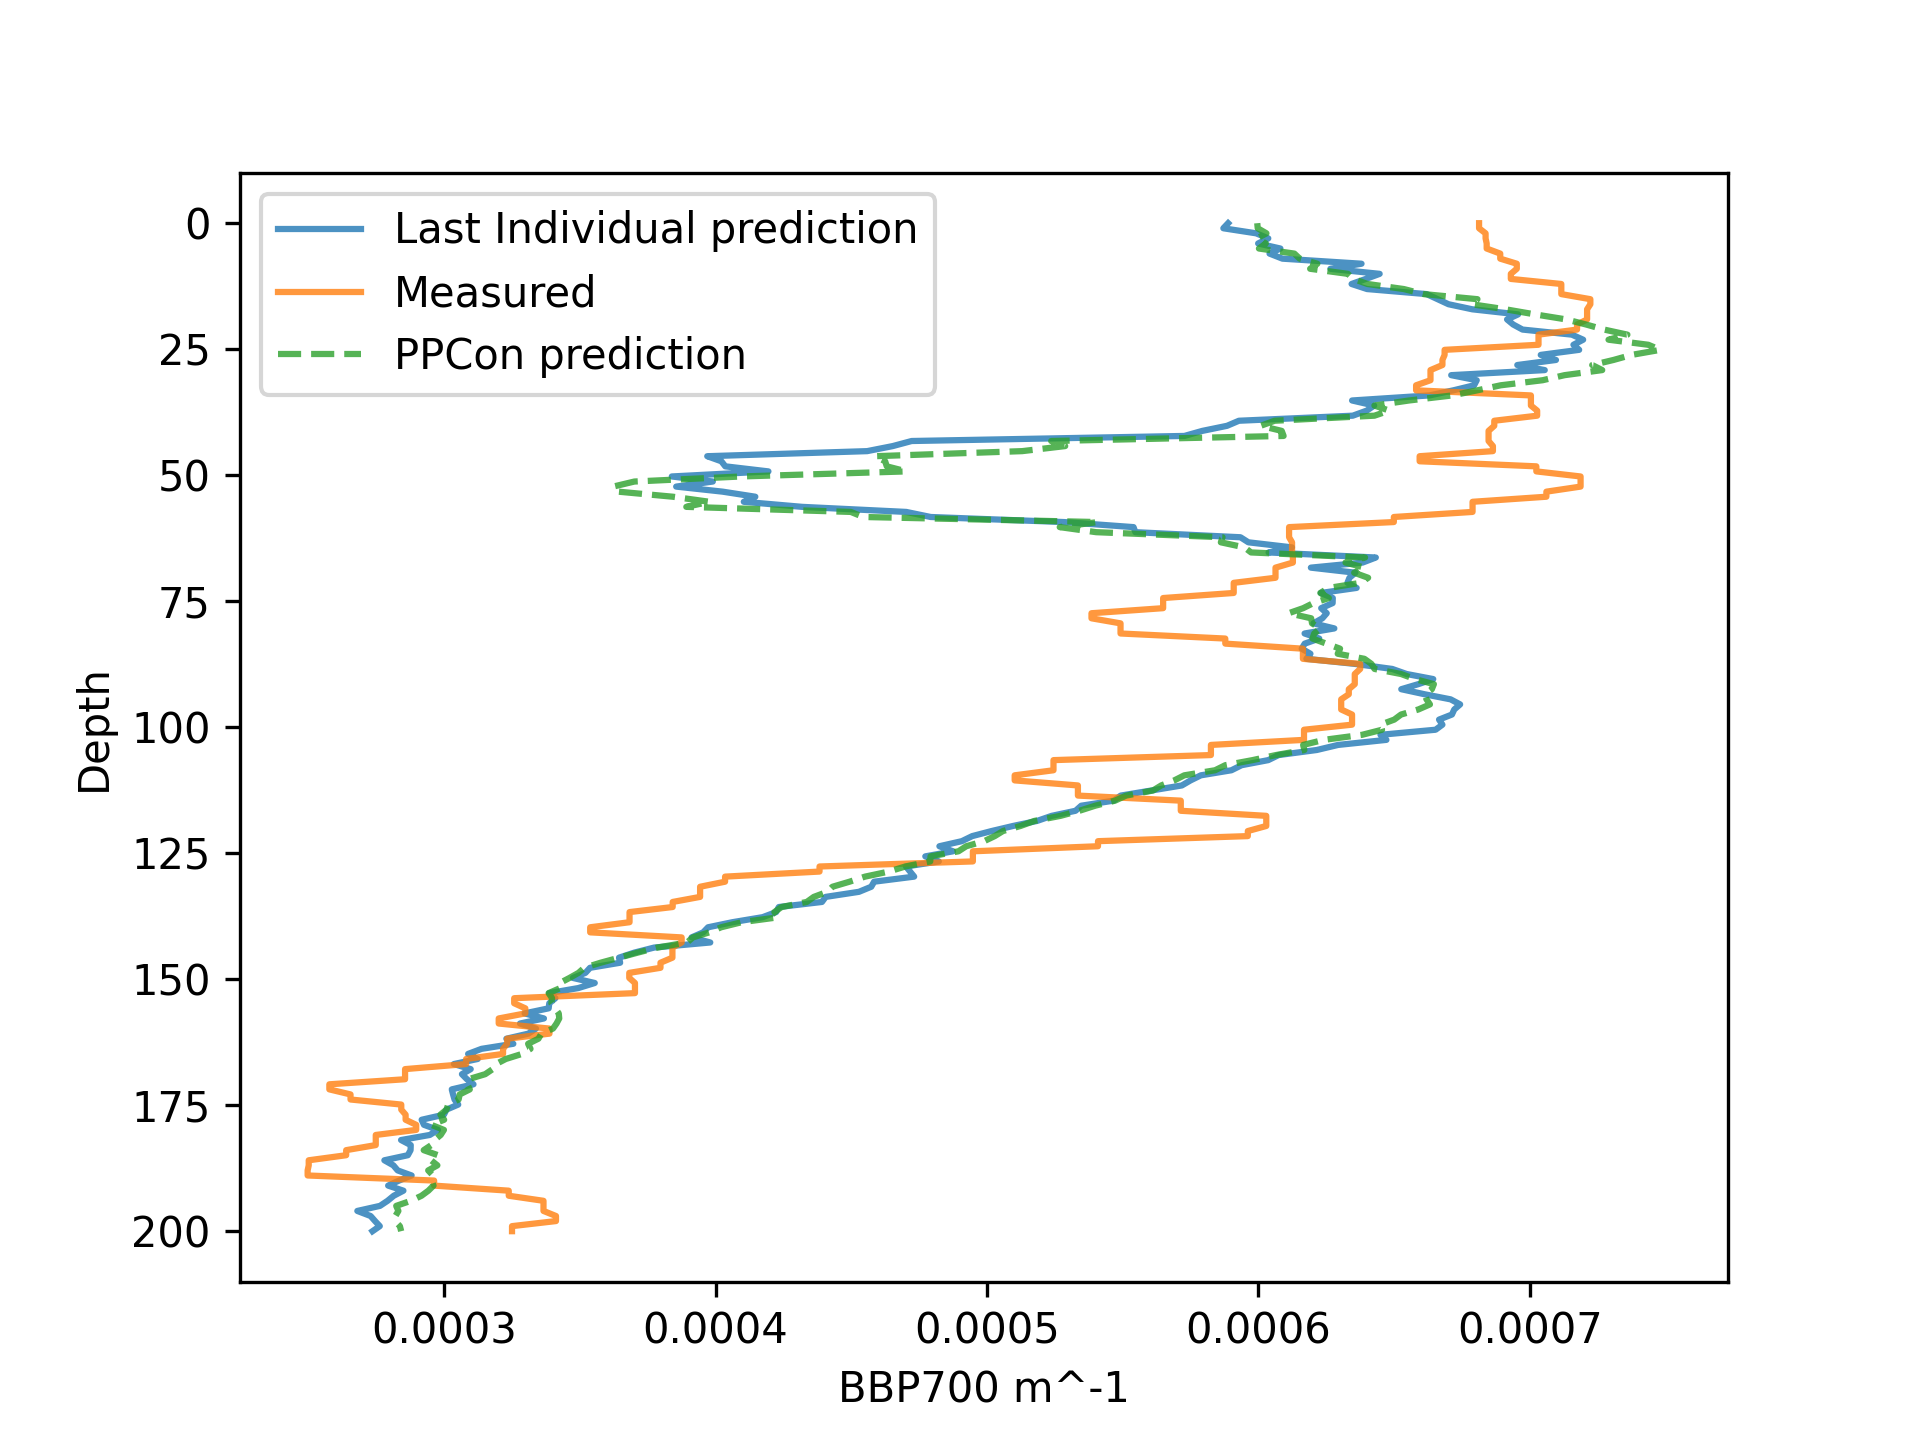 Last Individual prediction
Measured
PPCon prediction
0
25
50
75
100
125
150
175
200
Depth
0.0003 0.0004 0.0005 0.0006 0.0007
BBP700 m^-1